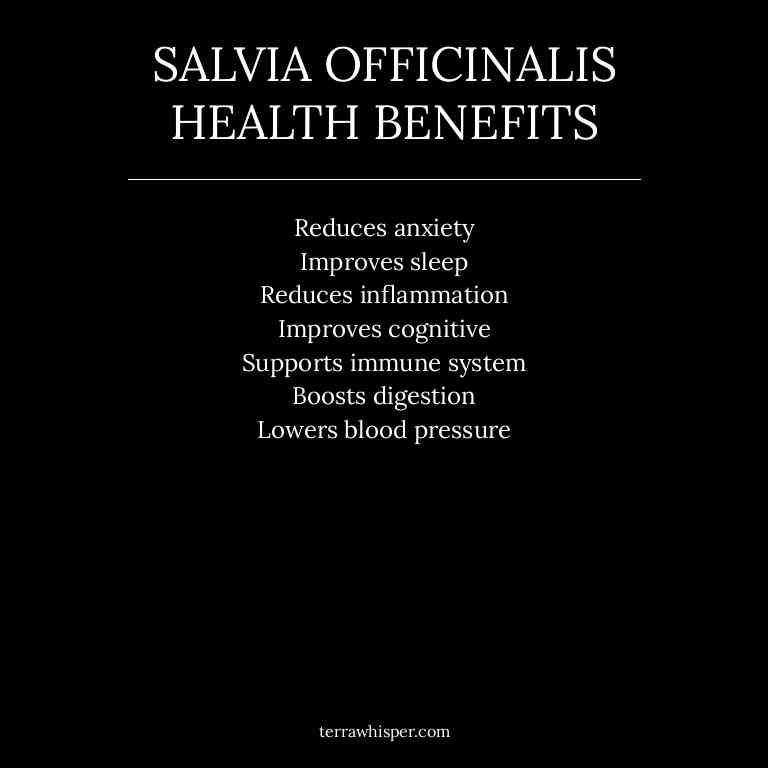 SALVIA OFFICINALIS
HEALTH BENEFITS
Reduces anxiety
Improves sleep
Reduces inflammation
Improves cognitive
Supports immune system
Boosts digestion
Lowers blood pressure
terrawhisper.com